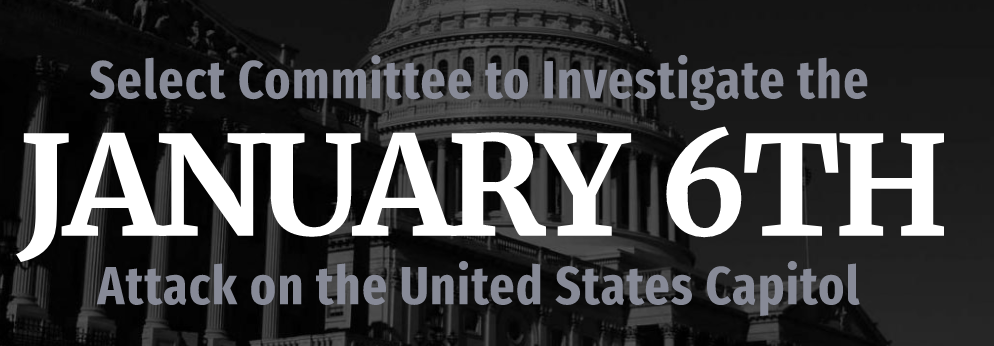 Select Committee to Investigate the
JANUARY 6TH
Attack on the United States Capitol